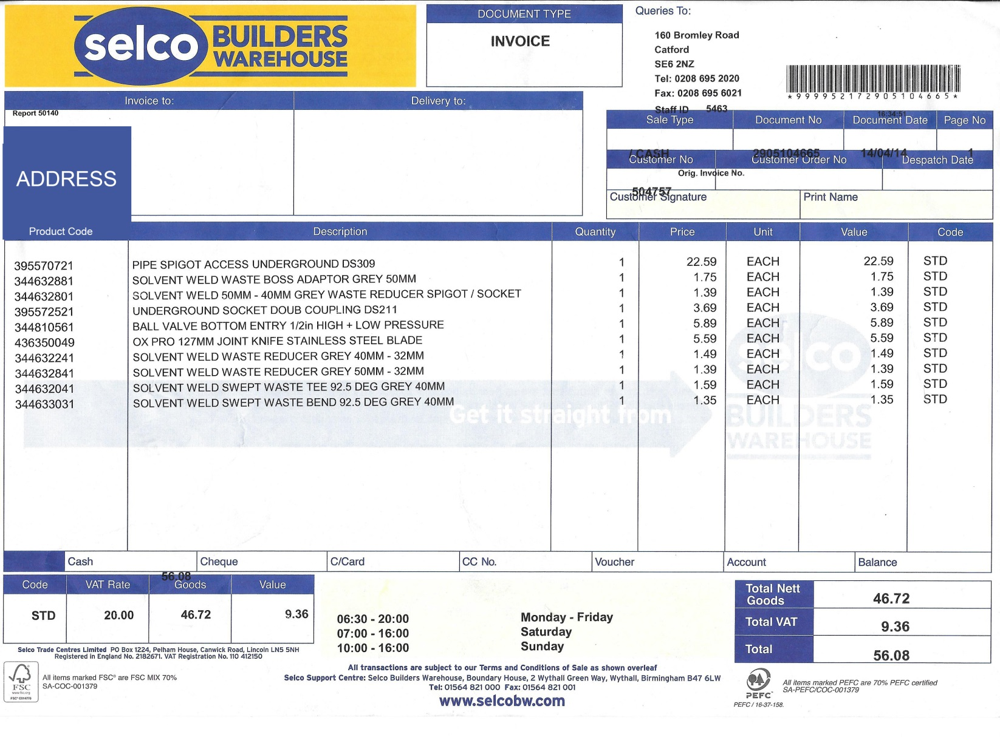 selco BUILDERS WAREHOUSE
DOCUMENT TYPE
INVOICE
Queries To:
160 Bromley Road
Catford
SE6 2NZ
Tel: 0208 695 2020
Fax: 0208 695 6021
Staff ID 5463
*999952172905104665*
16:34:51
Invoice to: Delivery to:
Report 50140
ADDRESS
Sale Type Document No Document Date Page No
/ CASH 2905104665 14/04/14 1
Customer No Customer Order No Despatch Date
Orig. Invoice No.
504757
Customer Signature Print Name
Product Code Description Quantity Price Unit Value Code
395570721 PIPE SPIGOT ACCESS UNDERGROUND DS309 1 22.59 EACH 22.59 STD
344632881 SOLVENT WELD WASTE BOSS ADAPTOR GREY 50MM 1 1.75 EACH 1.75 STD
344632801 SOLVENT WELD 50MM - 40MM GREY WASTE REDUCER SPIGOT / SOCKET 1 1.39 EACH 1.39 STD
395572521 UNDERGROUND SOCKET DOUB COUPLING DS211 1 3.69 EACH 3.69 STD
344810561 BALL VALVE BOTTOM ENTRY 1/2in HIGH + LOW PRESSURE 1 5.89 EACH 5.89 STD
436350049 OX PRO 127MM JOINT KNIFE STAINLESS STEEL BLADE 1 5.59 EACH 5.59 STD
344632241 SOLVENT WELD WASTE REDUCER GREY 40MM - 32MM 1 1.49 EACH 1.49 STD
344632841 SOLVENT WELD WASTE REDUCER GREY 50MM - 32MM 1 1.39 EACH 1.39 STD
344632041 SOLVENT WELD SWEPT WASTE TEE 92.5 DEG GREY 40MM 1 1.59 EACH 1.59 STD
344633031 SOLVENT WELD SWEPT WASTE BEND 92.5 DEG GREY 40MM 1 1.35 EACH 1.35 STD
Get it straight from selco BUILDERS WAREHOUSE
Cash Cheque C/Card CC No. Voucher Account Balance
56.08
Code VAT Rate Goods Value
STD 20.00 46.72 9.36
06:30 - 20:00 Monday - Friday
07:00 - 16:00 Saturday
10:00 - 16:00 Sunday
Total Nett Goods 46.72
Total VAT 9.36
Total 56.08
Selco Trade Centres Limited PO Box 1224, Pelham House, Canwick Road, Lincoln LN5 5NH
Registered in England No. 2182671. VAT Registration No. 110 412150
FSC
www.fsc.org
FSC® C014770
All items marked FSC® are FSC MIX 70%
SA-COC-001379
All transactions are subject to our Terms and Conditions of Sale as shown overleaf
Selco Support Centre: Selco Builders Warehouse, Boundary House, 2 Wythall Green Way, Wythall, Birmingham B47 6LW
Tel: 01564 821 000 Fax: 01564 821 001
www.selcobw.com
PEFC™
PEFC / 16-37-158.
All items marked PEFC are 70% PEFC certified
SA-PEFC/COC-001379